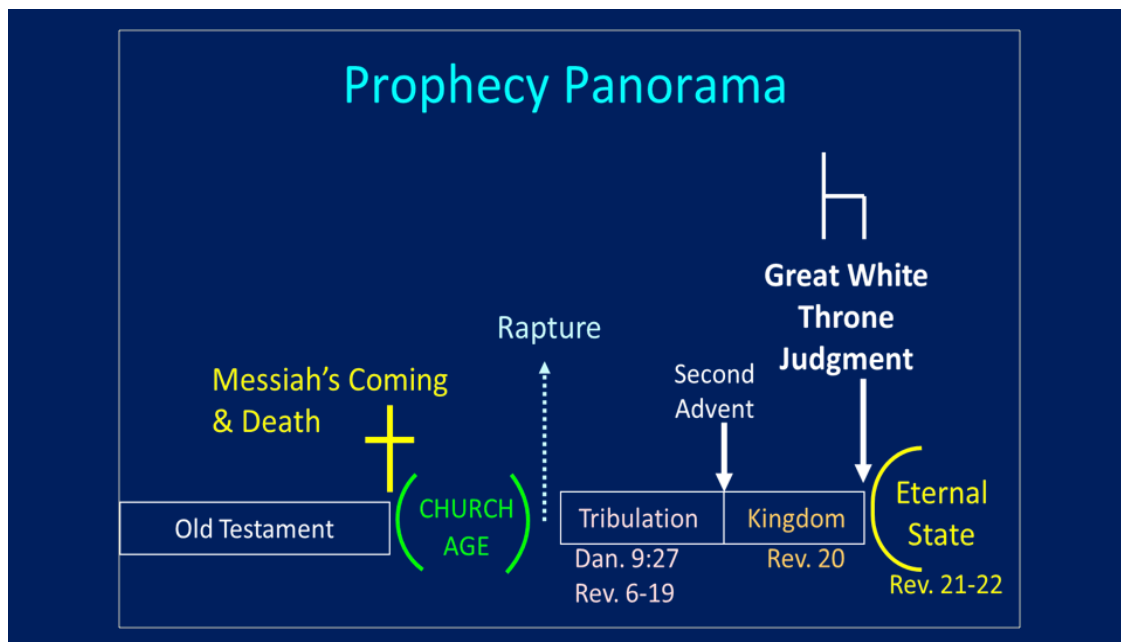 Prophecy Panorama
Great White
Throne
Judgment
Rapture
Second
Advent
Messiah’s Coming
& Death
Old Testament
CHURCH
AGE
Tribulation
Kingdom
Eternal
State
Dan. 9:27
Rev. 6-19
Rev. 20
Rev. 21-22